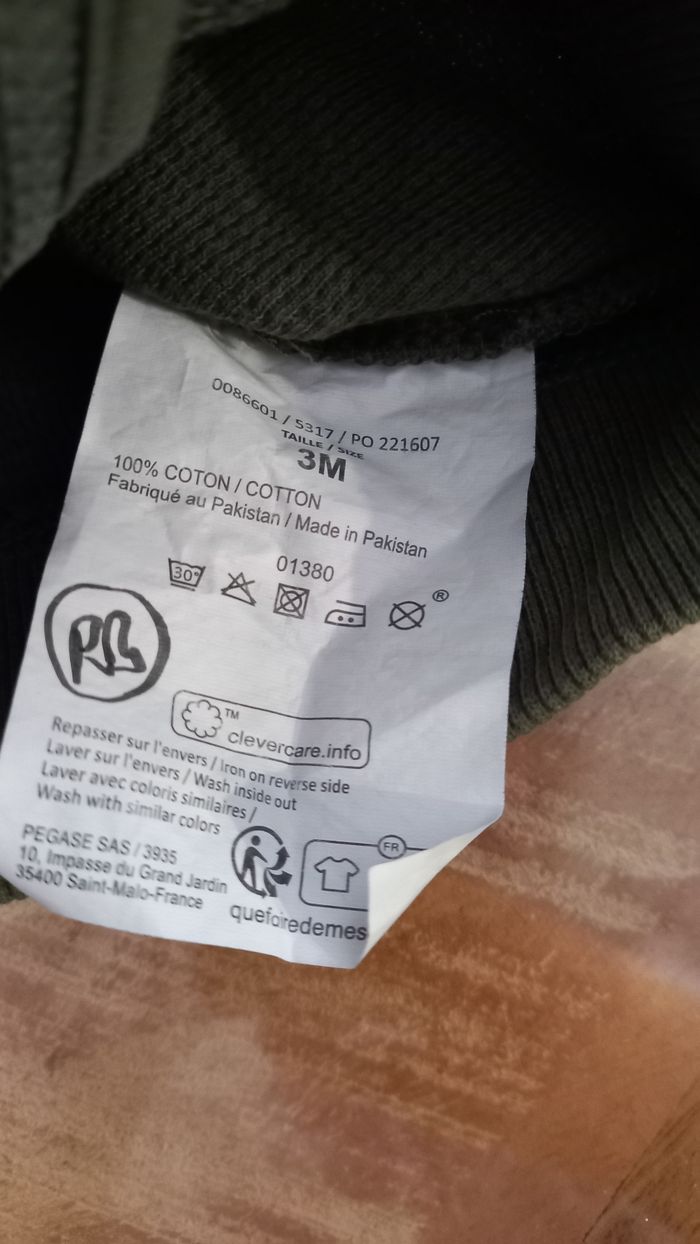 0086601 / 5317 / PO 221607
TAILLE / SIZE
3M
100% COTON / COTTON
Fabriqué au Pakistan / Made in Pakistan
01380
30°
®
PB
™
clevercare.info
Repasser sur l'envers / Iron on reverse side
Laver sur l'envers / Wash inside out
Laver avec coloris similaires /
Wash with similar colors
PEGASE SAS / 3935
10, Impasse du Grand Jardin
35400 Saint-Malo-France
FR
quefairedemes